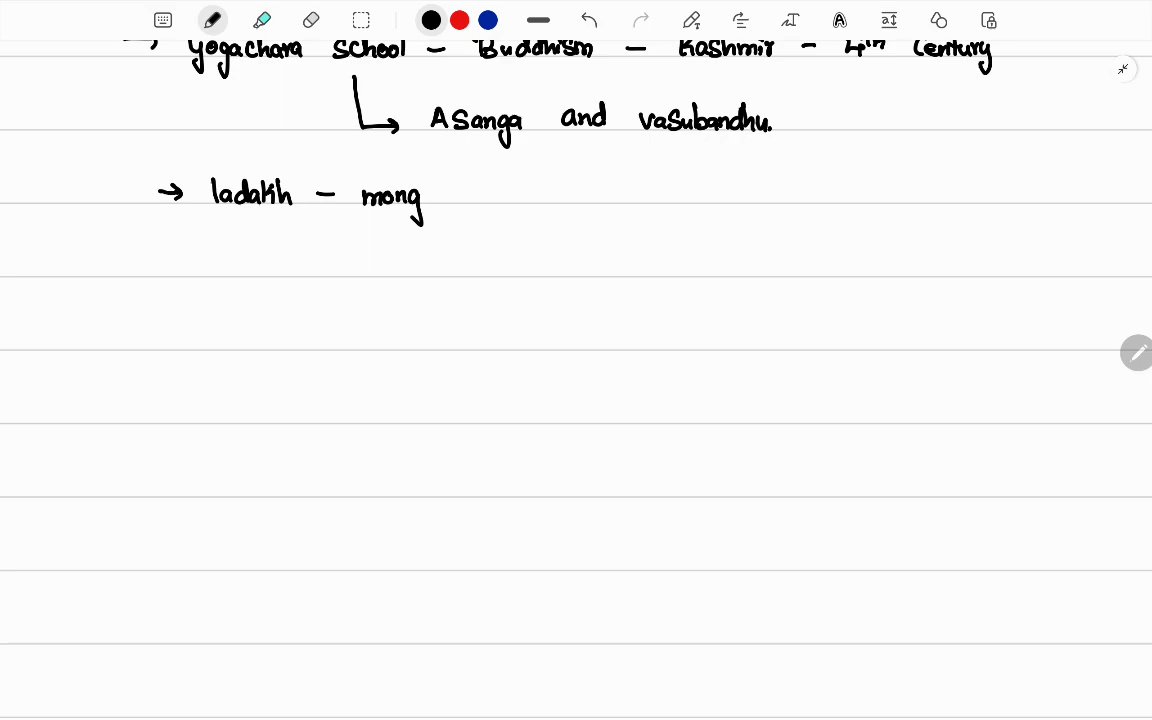 → Yogachara School - Buddhism - Kashmir - 4th Century
→ Asanga and vasubandhu.
→ ladakh - mong